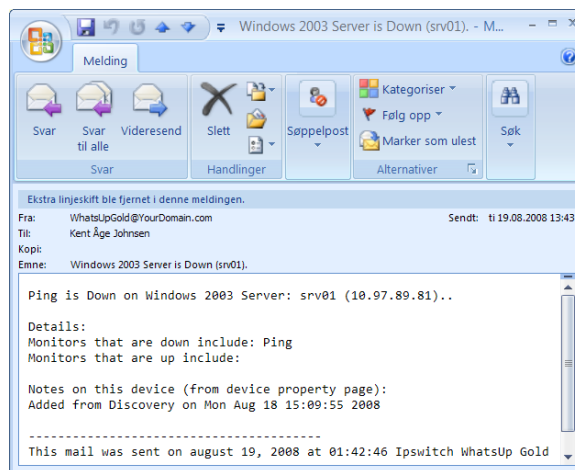 Windows 2003 Server is Down (srv01). - M...
Melding
Svar
Svar til alle
Videresend
Slett
Søppelpost
Kategoriser
Følg opp
Marker som ulest
Søk
Svar
Handlinger
Alternativer
Ekstra linjeskift ble fjernet i denne meldingen.
Fra: WhatsUpGold@YourDomain.com Sendt: ti 19.08.2008 13:43
Til: Kent Åge Johnsen
Kopi:
Emne: Windows 2003 Server is Down (srv01).
Ping is Down on Windows 2003 Server: srv01 (10.97.89.81)..
Details:
Monitors that are down include: Ping
Monitors that are up include:
Notes on this device (from device property page):
Added from Discovery on Mon Aug 18 15:09:55 2008
----------------------------------------
This mail was sent on august 19, 2008 at 01:42:46 Ipswitch WhatsUp Gold